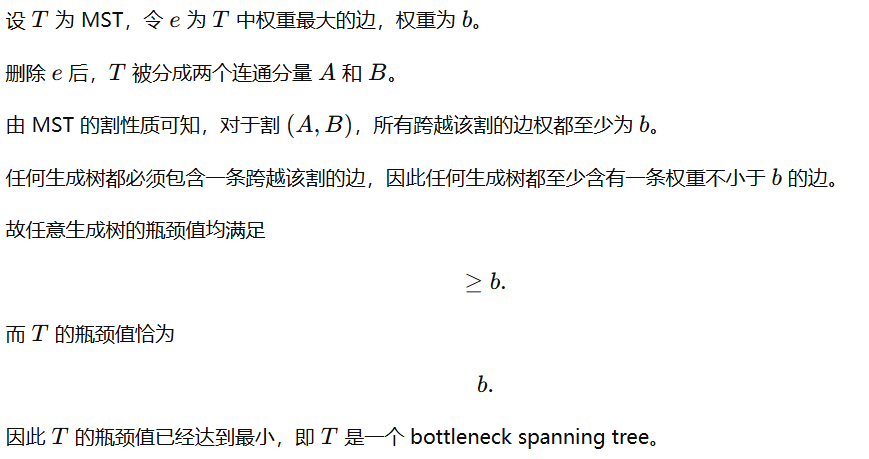 设 T 为 MST，令 e 为 T 中权重最大的边，权重为 b。
删除 e 后，T 被分成两个连通分量 A 和 B。
由 MST 的割性质可知，对于割 (A, B)，所有跨越该割的边权都至少为 b。
任何生成树都必须包含一条跨越该割的边，因此任何生成树都至少含有一条权重不小于 b 的边。
故任意生成树的瓶颈值均满足
≥ b.
而 T 的瓶颈值恰为
b.
因此 T 的瓶颈值已经达到最小，即 T 是一个 bottleneck spanning tree。